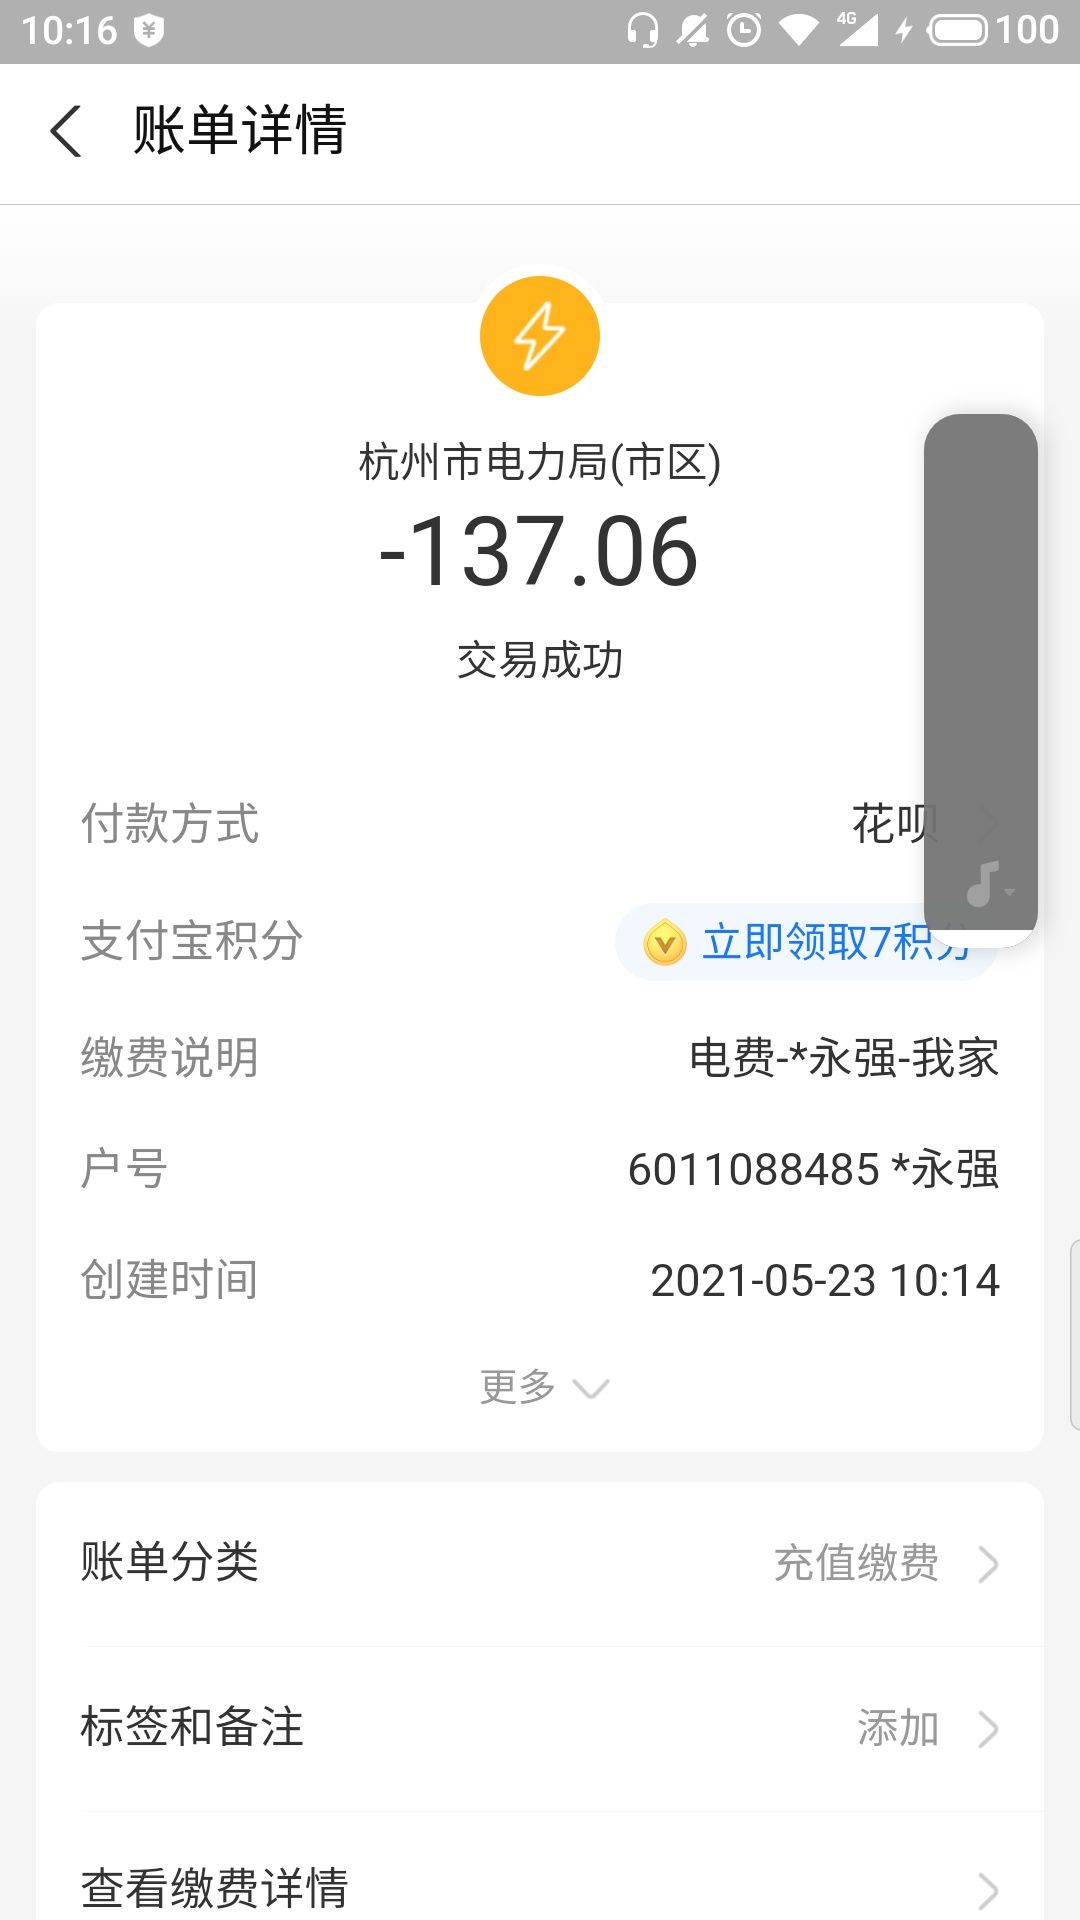 10:16 4G 100
账单详情
杭州市电力局(市区)
-137.06
交易成功
付款方式 花呗
支付宝积分 立即领取7积分
缴费说明 电费-*永强-我家
户号 6011088485 *永强
创建时间 2021-05-23 10:14
更多
账单分类 充值缴费
标签和备注 添加
查看缴费详情